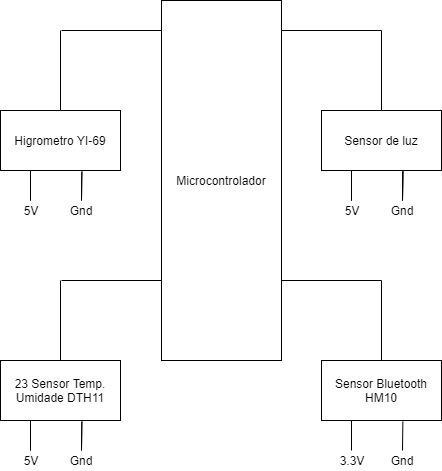 Higrometro YI-69
5V
Gnd
Microcontrolador
Sensor de luz
5V
Gnd
23 Sensor Temp.
Umidade DTH11
5V
Gnd
Sensor Bluetooth
HM10
3.3V
Gnd